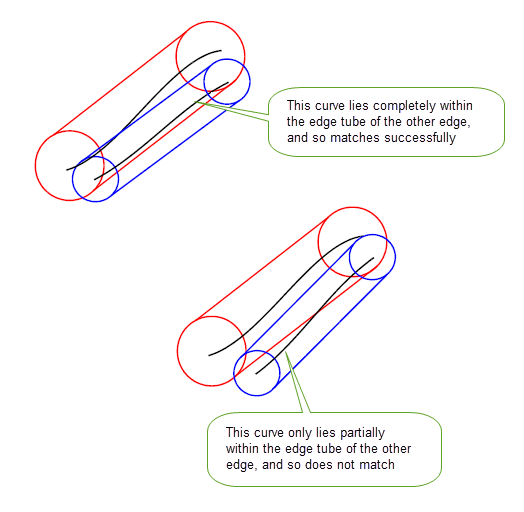 This curve lies completely within
the edge tube of the other edge,
and so matches successfully
This curve only lies partially
within the edge tube of the other
edge, and so does not match